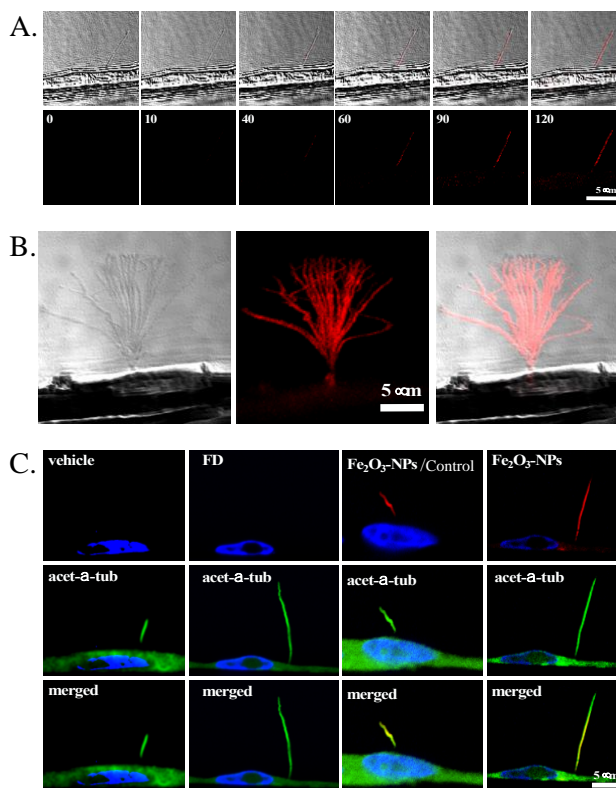 A.
0 10 40 60 90 120
5 ∞m
B.
5 ∞m
C.
vehicle FD Fe₂O₃-NPs /Control Fe₂O₃-NPs
acet-a-tub acet-a-tub acet-a-tub acet-a-tub
merged merged merged merged
5 ∞m